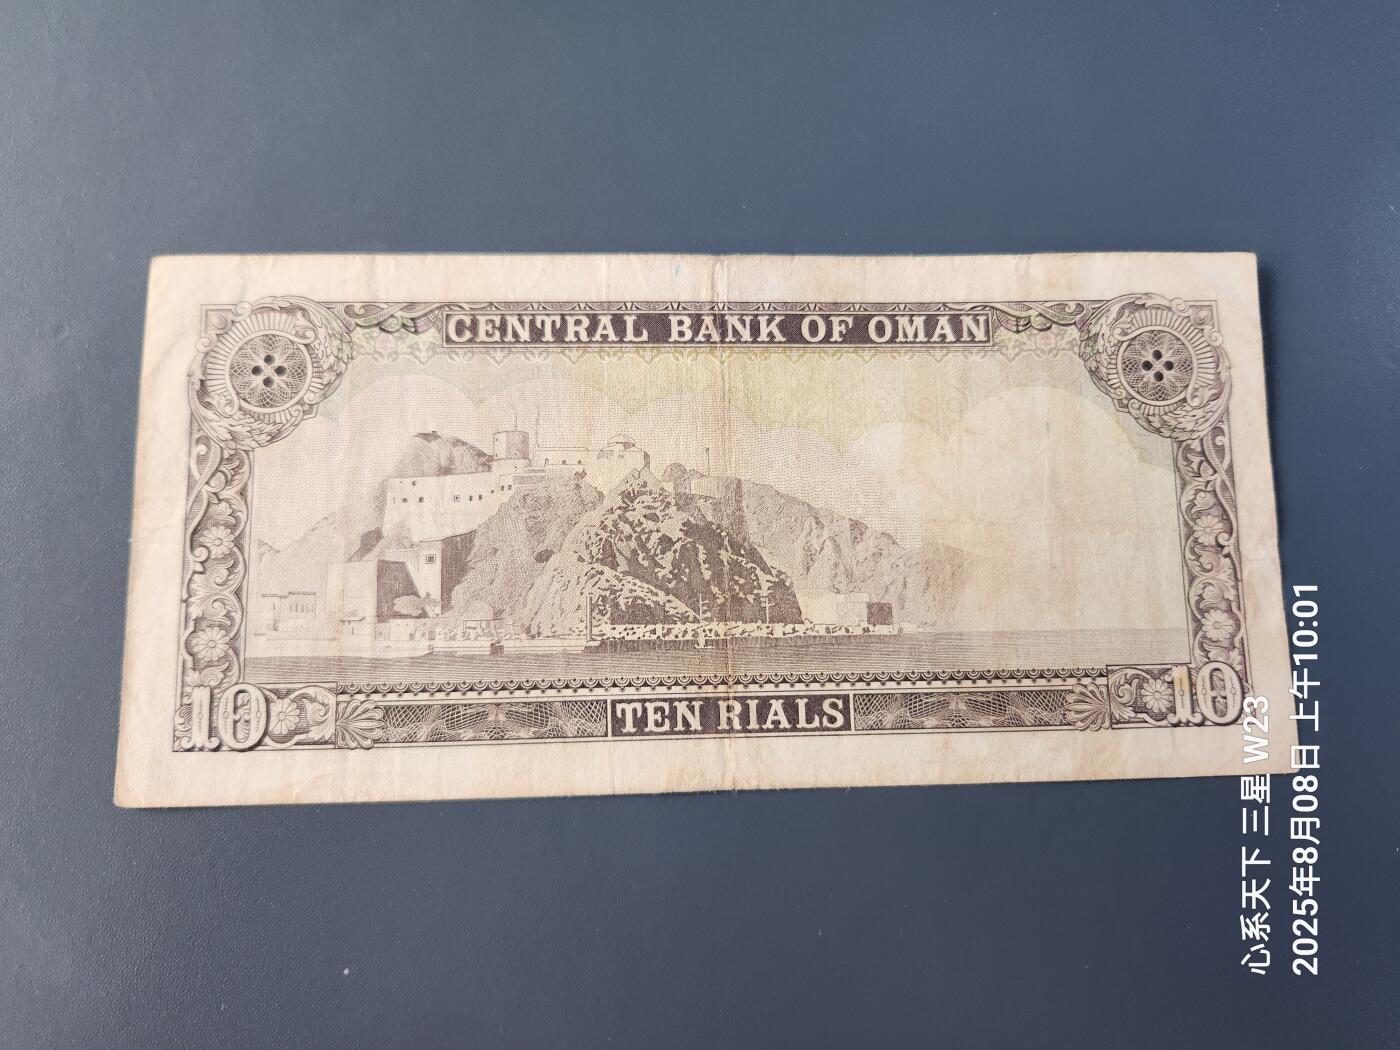 CENTRAL BANK OF OMAN
10
TEN RIALS
10
心系天下 三星 W23
2025年8月08日 上午10:01